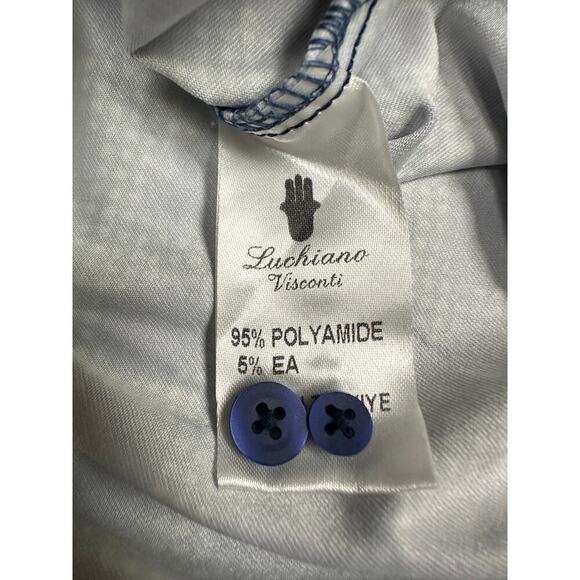 Luchiano
Visconti
95% POLYAMIDE
5% EA